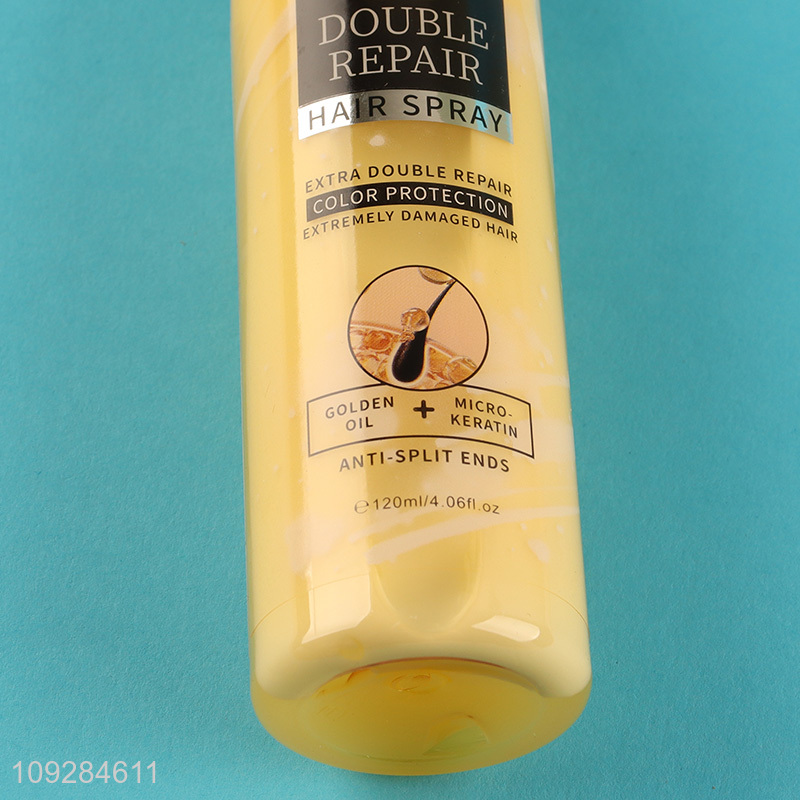 DOUBLE
REPAIR
HAIR SPRAY
EXTRA DOUBLE REPAIR
COLOR PROTECTION
EXTREMELY DAMAGED HAIR
GOLDEN OIL + MICRO-KERATIN
ANTI-SPLIT ENDS
℮120ml/4.06fl.oz
109284611